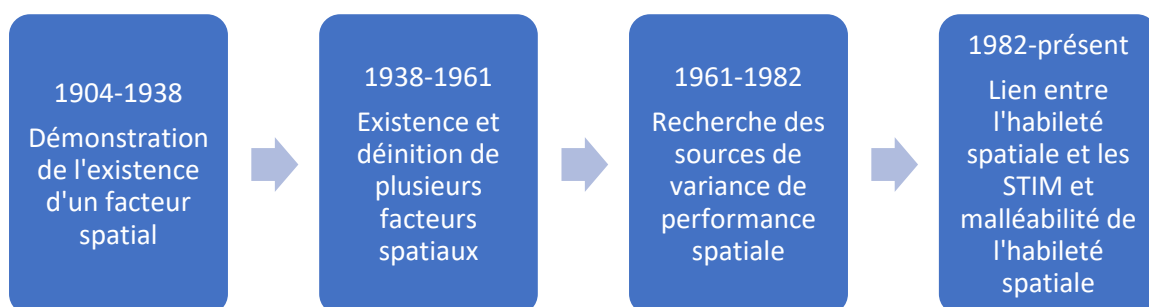 1904-1938
Démonstration
de l'existence
d'un facteur
spatial
1938-1961
Existence et
déinition de
plusieurs
facteurs
spatiaux
1961-1982
Recherche des
sources de
variance de
performance
spatiale
1982-présent
Lien entre
l'habileté
spatiale et les
STIM et
malléabilité de
l'habileté
spatiale